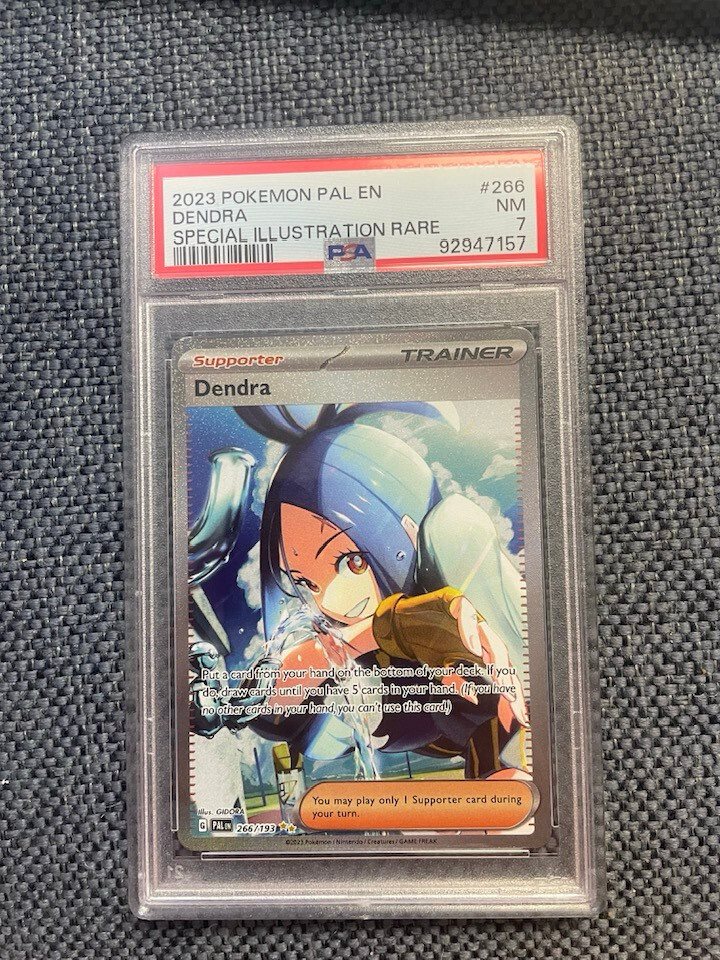 2023 POKEMON PAL EN #266
DENDRA NM
SPECIAL ILLUSTRATION RARE 7
PSA 92947157
Supporter TRAINER
Dendra
Put a card from your hand on the bottom of your deck. If you
do, draw cards until you have 5 cards in your hand. (If you have
no other cards in your hand, you can't use this card.)
You may play only 1 Supporter card during
your turn.
Illus. GIDORA
G PAL EN 266/193
©2023 Pokémon / Nintendo / Creatures / GAME FREAK